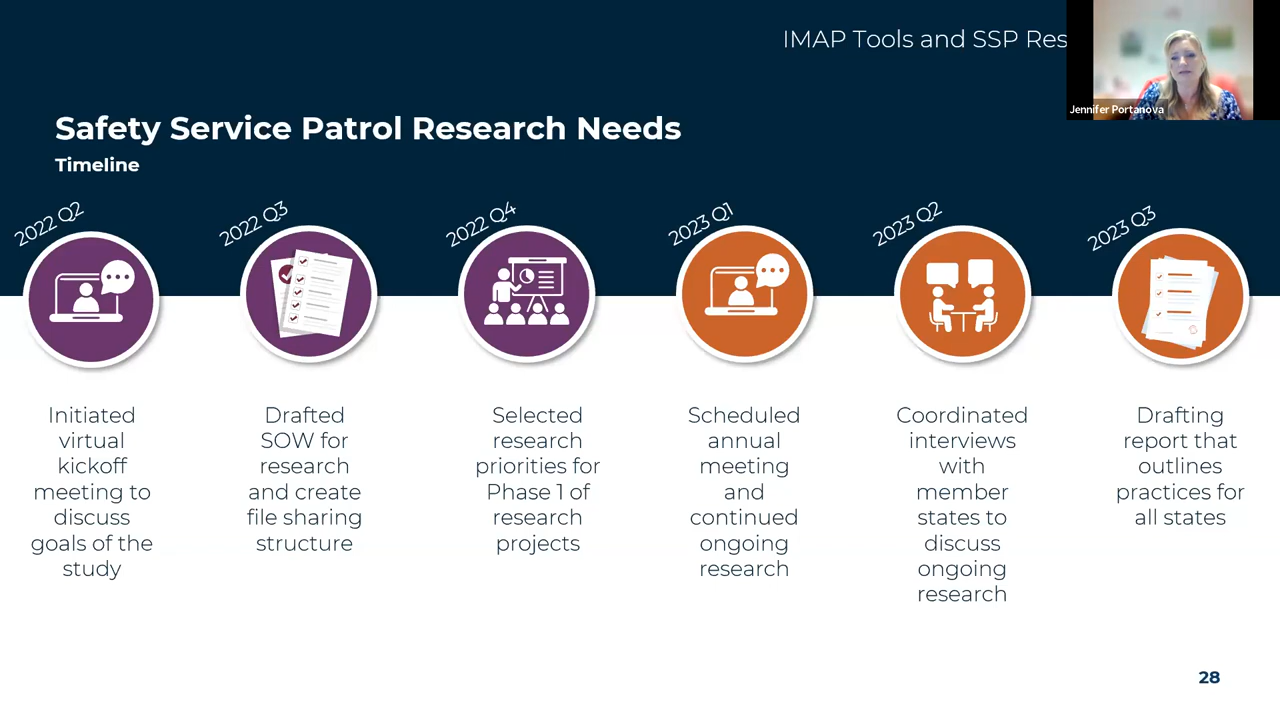 IMAP Tools and SSP Res
Jennifer Portanova
Safety Service Patrol Research Needs
Timeline
2022 Q2
2022 Q3
2022 Q4
2023 Q1
2023 Q2
2023 Q3
Initiated
virtual
kickoff
meeting to
discuss
goals of the
study
Drafted
SOW for
research
and create
file sharing
structure
Selected
research
priorities for
Phase 1 of
research
projects
Scheduled
annual
meeting
and
continued
ongoing
research
Coordinated
interviews
with
member
states to
discuss
ongoing
research
Drafting
report that
outlines
practices for
all states
28